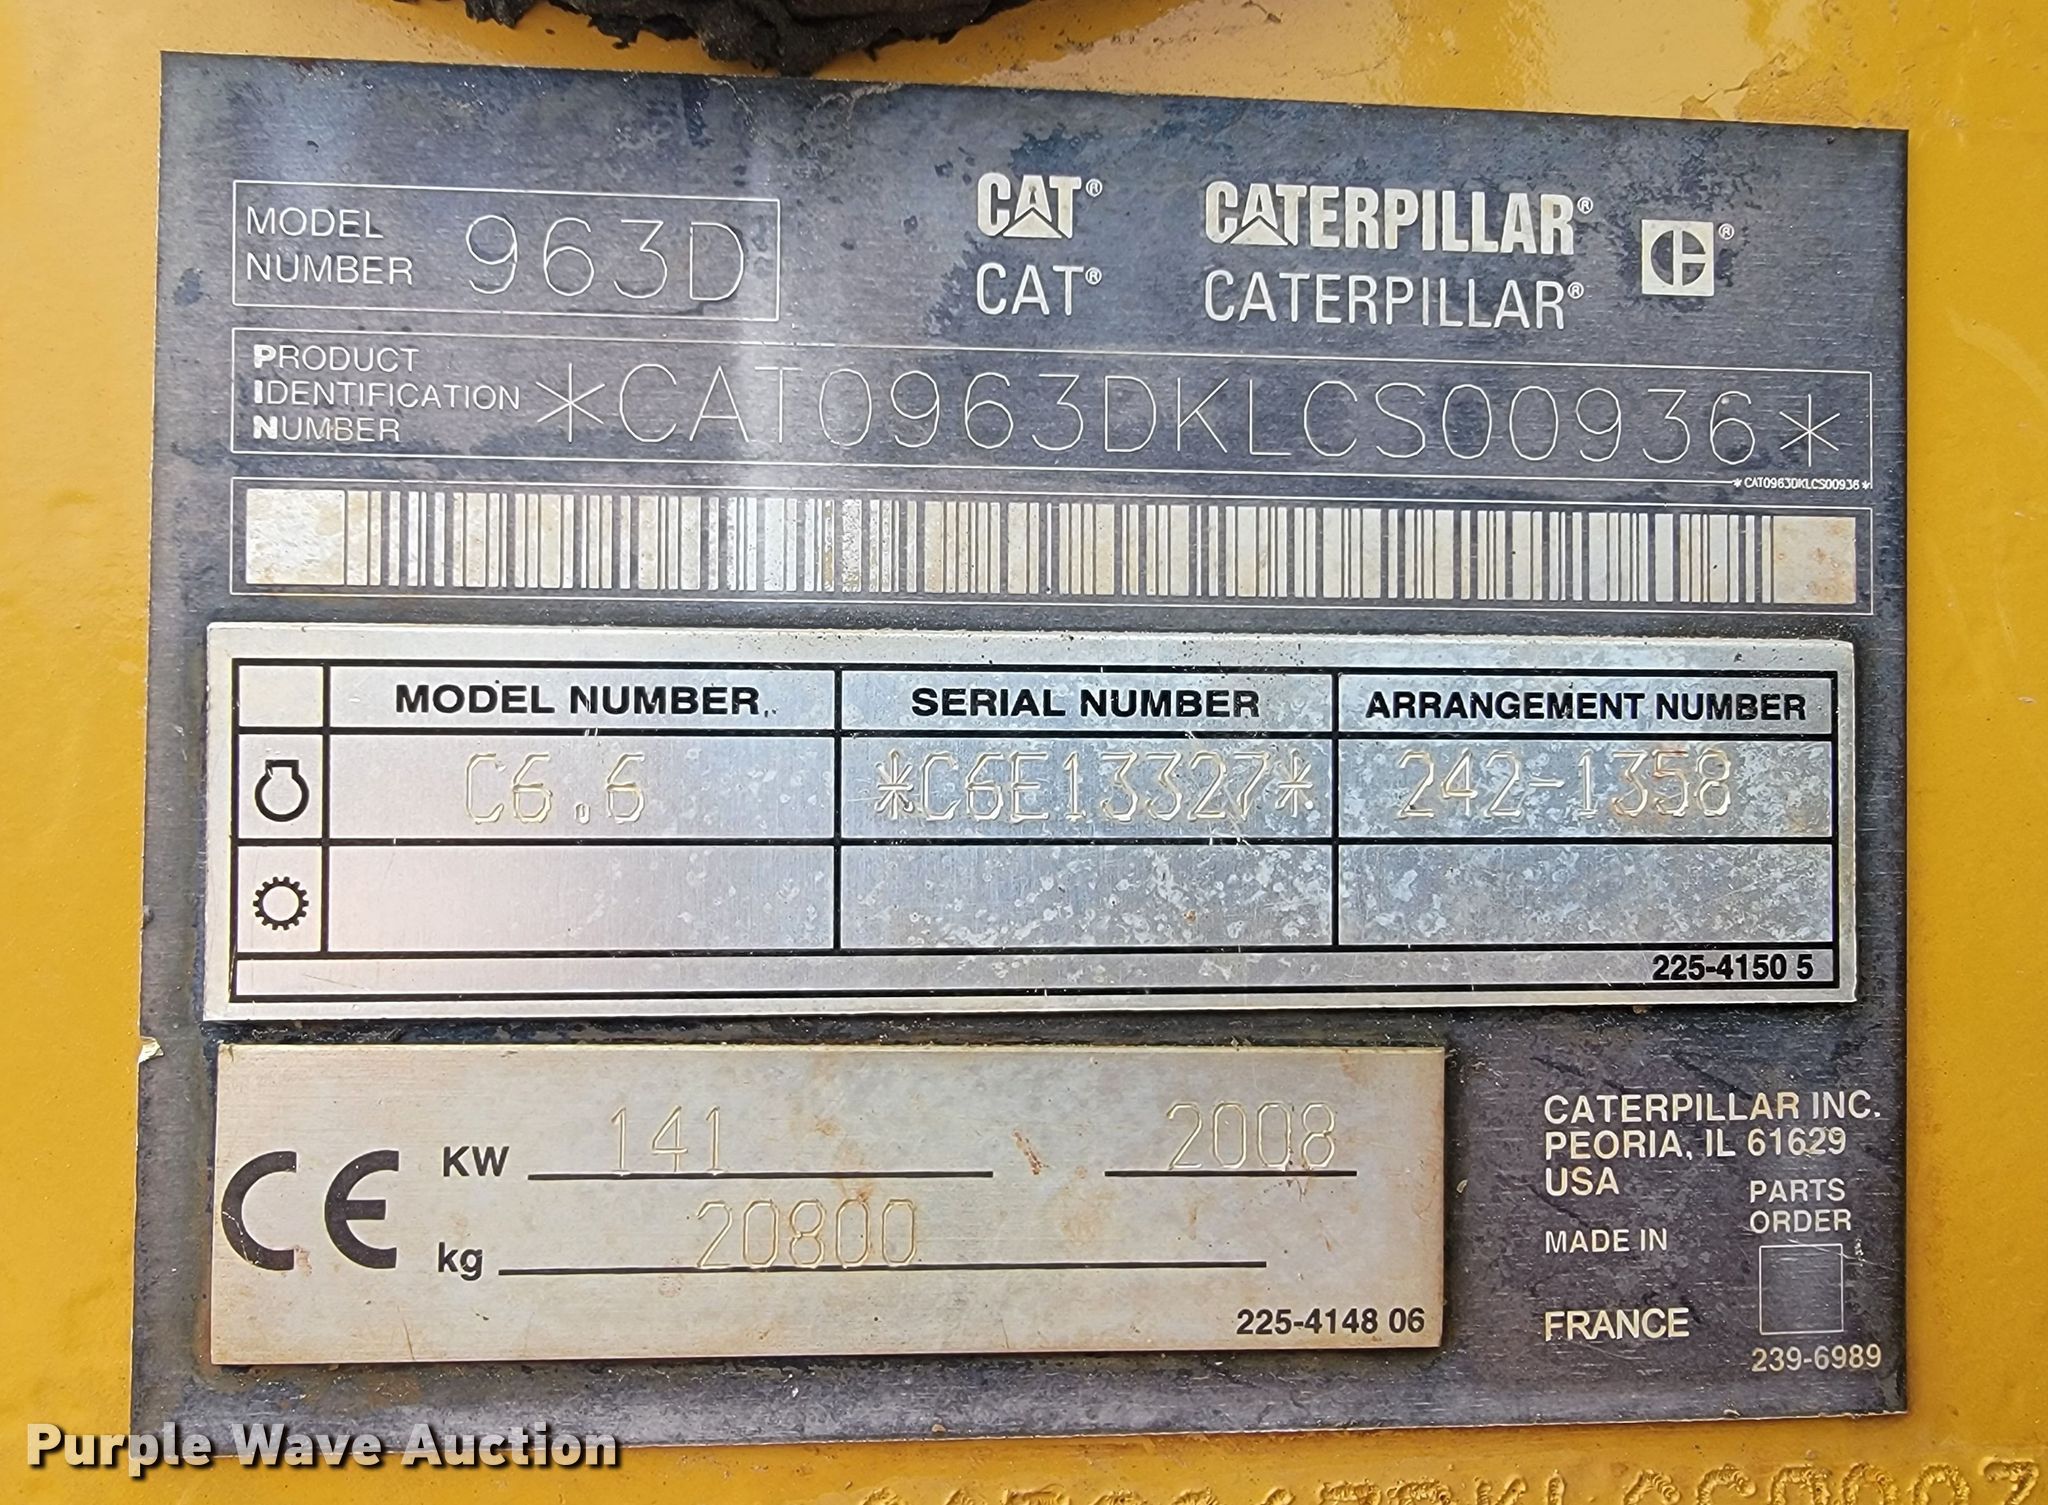 MODEL NUMBER 963D
CAT® CATERPILLAR® ®
CAT® CATERPILLAR®
PRODUCT IDENTIFICATION NUMBER *CAT0963DKLCS00936*
*CAT0963DKLCS00936*
MODEL NUMBER SERIAL NUMBER ARRANGEMENT NUMBER
C6.6 *C6E13327* 242-1358
225-4150 5
CE KW 141 2008
kg 20800
225-4148 06
CATERPILLAR INC.
PEORIA, IL 61629
USA
PARTS
ORDER
MADE IN
FRANCE
239-6989
Purple Wave Auction